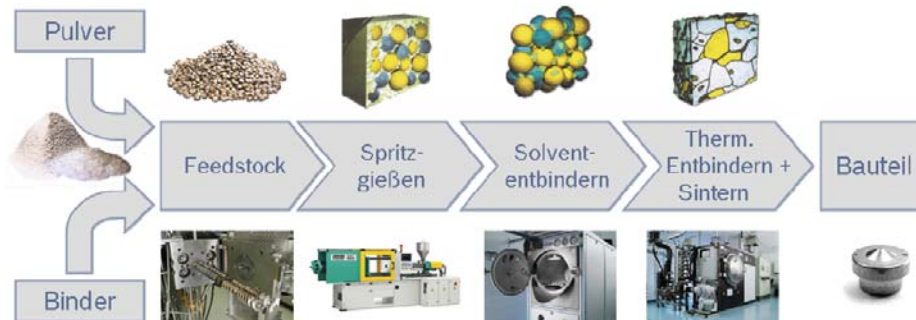 Pulver
Feedstock
Spritz-
gießen
Solvent-
entbindern
Therm.
Entbindern +
Sintern
Bauteil
Binder